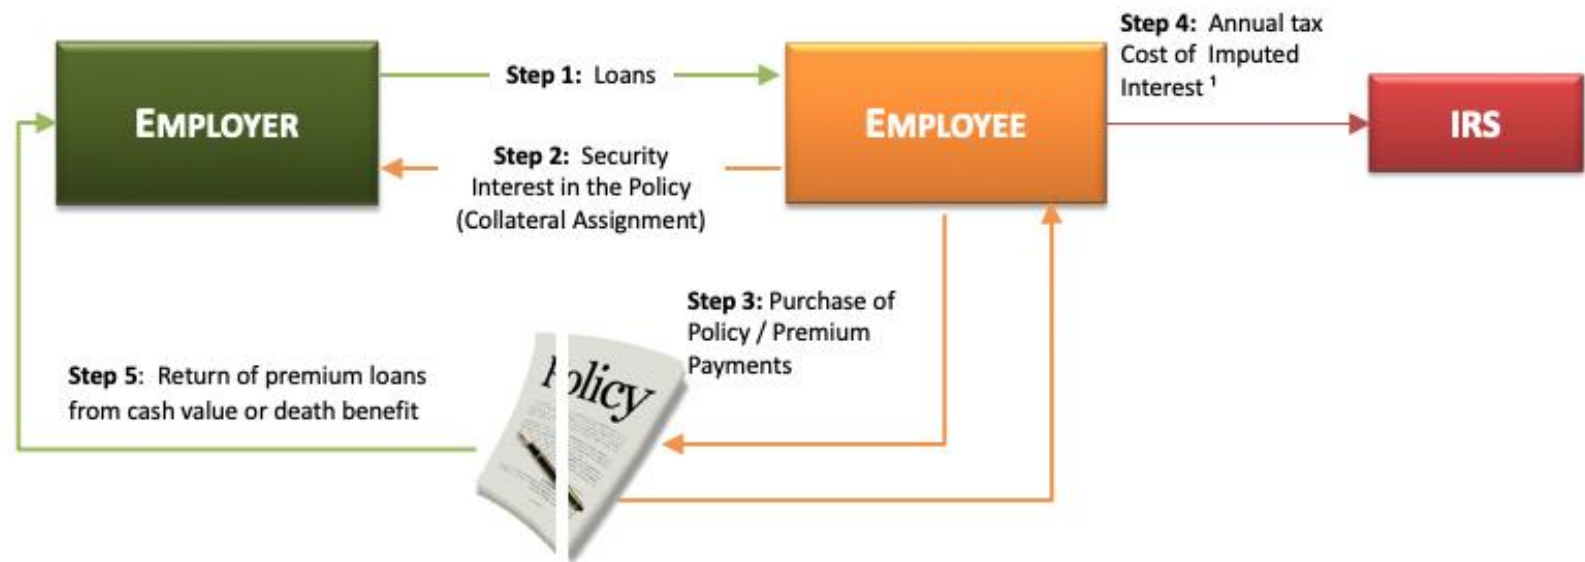 Step 4: Annual tax
Cost of Imputed
Interest ¹
EMPLOYER
Step 1: Loans
EMPLOYEE
IRS
Step 2: Security
Interest in the Policy
(Collateral Assignment)
Step 3: Purchase of
Policy / Premium
Payments
Policy
Step 5: Return of premium loans
from cash value or death benefit